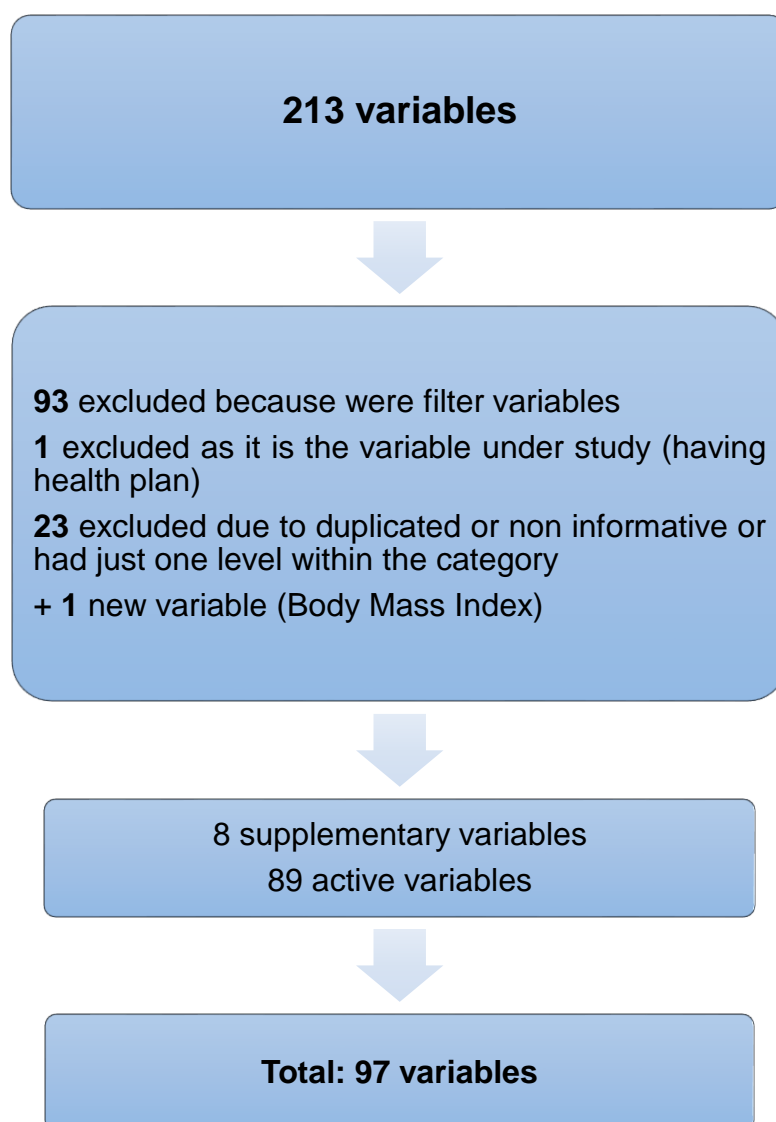 213 variables
93 excluded because were filter variables
1 excluded as it is the variable under study (having
health plan)
23 excluded due to duplicated or non informative or
had just one level within the category
+ 1 new variable (Body Mass Index)
8 supplementary variables
89 active variables
Total: 97 variables